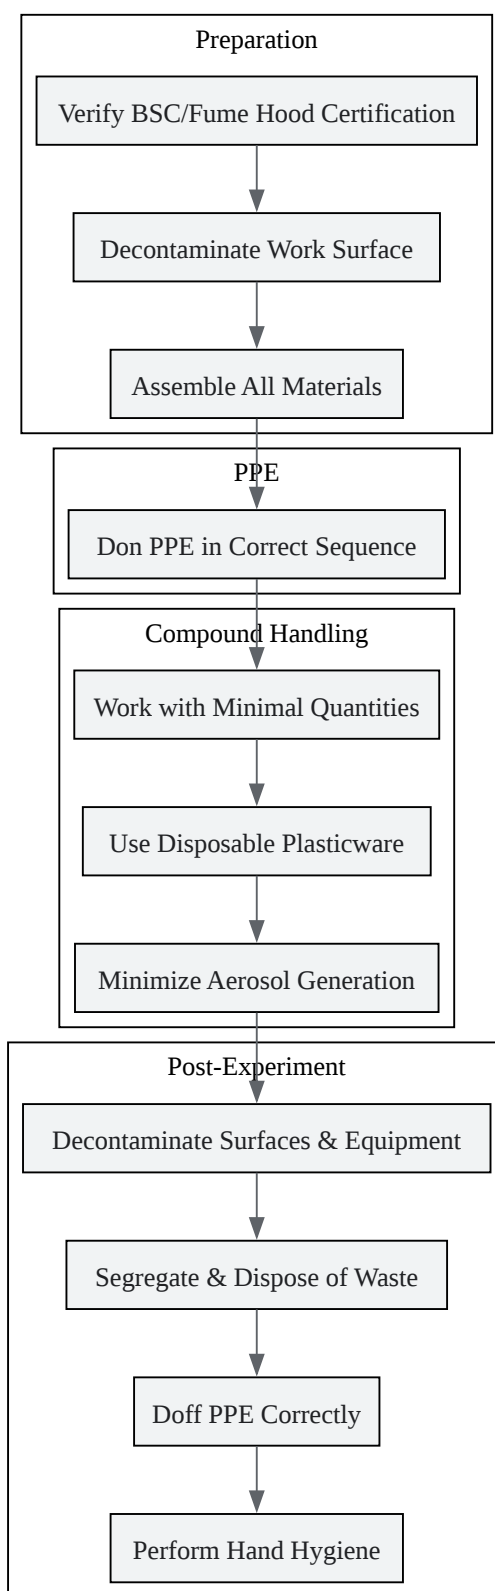 Preparation
Verify BSC/Fume Hood Certification
Decontaminate Work Surface
Assemble All Materials
PPE
Don PPE in Correct Sequence
Compound Handling
Work with Minimal Quantities
Use Disposable Plasticware
Minimize Aerosol Generation
Post-Experiment
Decontaminate Surfaces & Equipment
Segregate & Dispose of Waste
Doff PPE Correctly
Perform Hand Hygiene